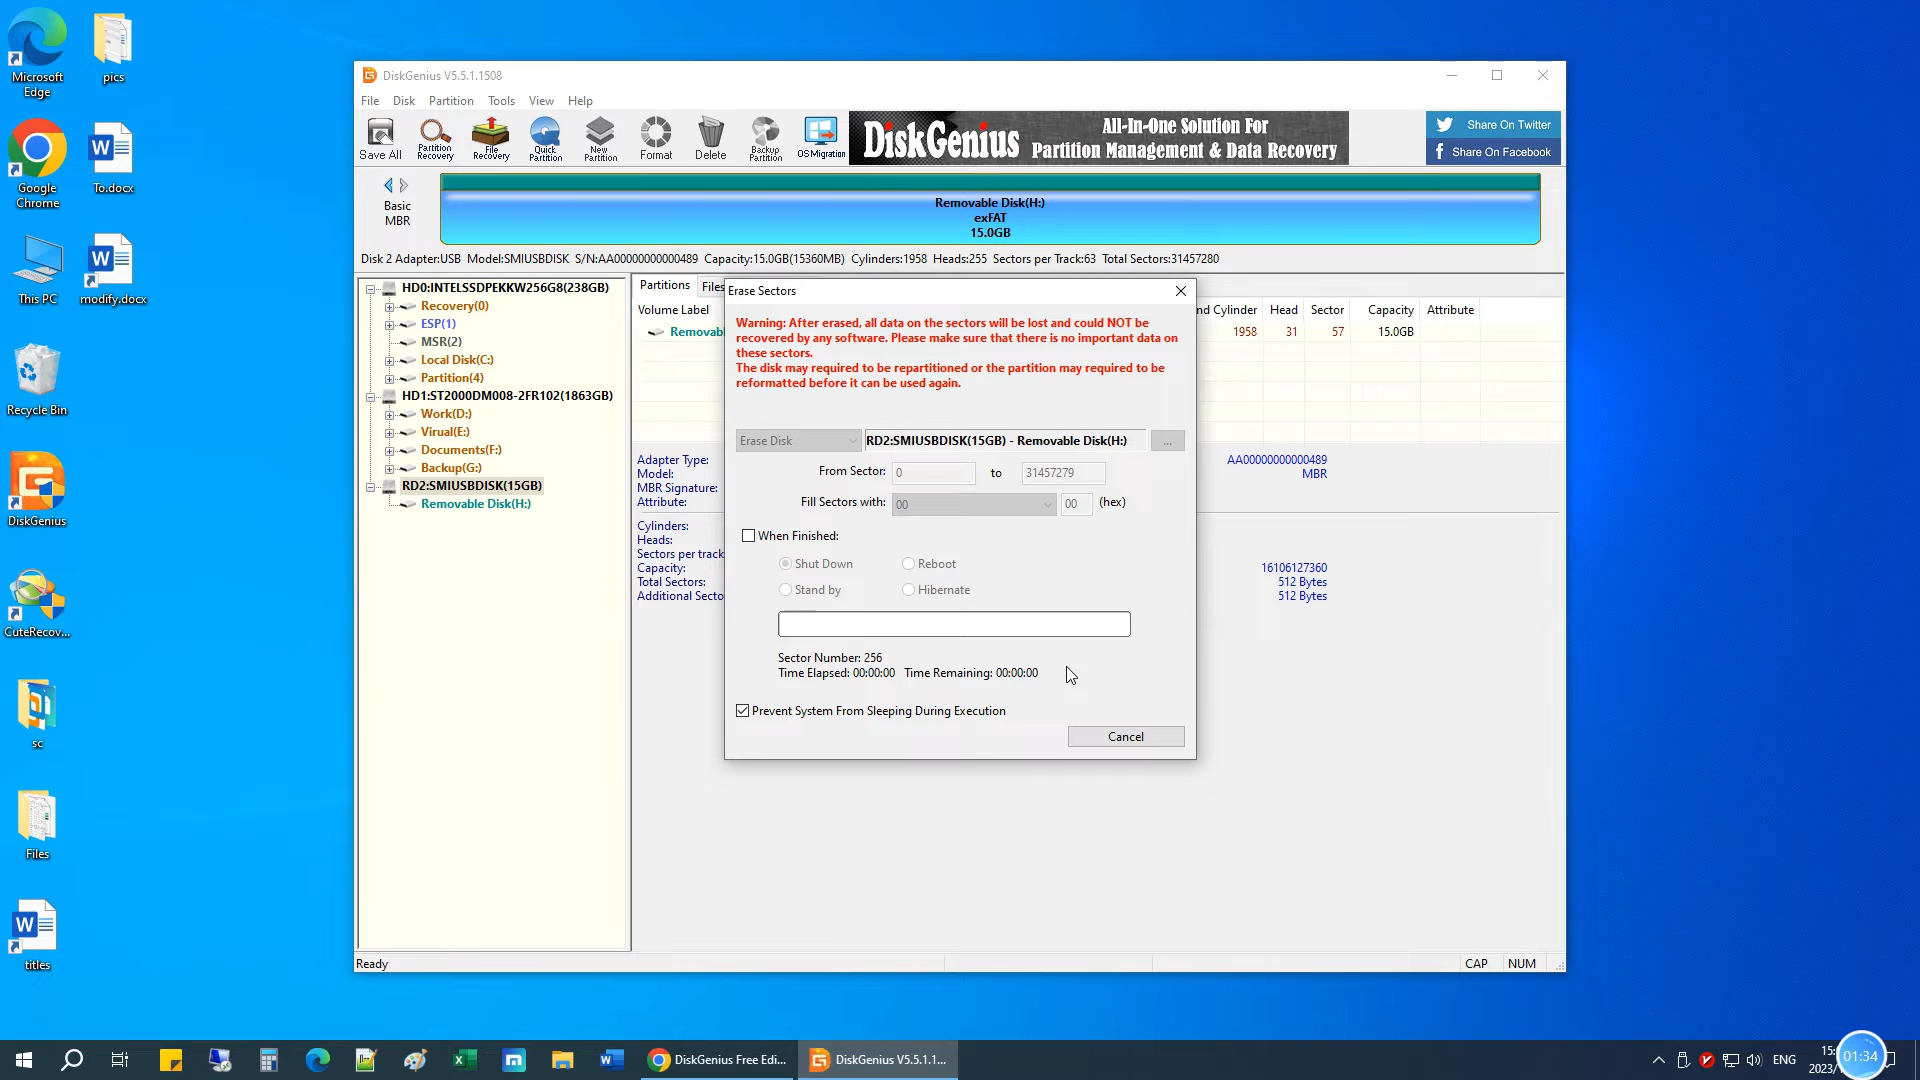 Microsoft
Edge
pics
Google
Chrome
To.docx
This PC
modify.docx
Recycle Bin
DiskGenius
CuteRecov...
sc
Files
titles
DiskGenius V5.5.1.1508
File Disk Partition Tools View Help
Save All
Partition
Recovery
File
Recovery
Quick
Partition
New
Partition
Format
Delete
Backup
Partition
OS Migration
DiskGenius
All-In-One Solution For
Partition Management & Data Recovery
Share On Twitter
Share On Facebook
Basic
MBR
Removable Disk(H:)
exFAT
15.0GB
Disk 2 Adapter:USB Model:SMIUSBDISK S/N:AA00000000000489 Capacity:15.0GB(15360MB) Cylinders:1958 Heads:255 Sectors per Track:63 Total Sectors:31457280
HD0:INTELSSDPEKKW256G8(238GB)
Recovery(0)
ESP(1)
MSR(2)
Local Disk(C:)
Partition(4)
HD1:ST2000DM008-2FR102(1863GB)
Work(D:)
Virual(E:)
Documents(F:)
Backup(G:)
RD2:SMIUSBDISK(15GB)
Removable Disk(H:)
Partitions Files
Volume Label nd Cylinder Head Sector Capacity Attribute
Removab 1958 31 57 15.0GB
Adapter Type: AA00000000000489
Model: MBR
MBR Signature:
Attribute:
Cylinders:
Heads:
Sectors per track
Capacity: 16106127360
Total Sectors: 512 Bytes
Additional Secto 512 Bytes
Erase Sectors
Warning: After erased, all data on the sectors will be lost and could NOT be
recovered by any software. Please make sure that there is no important data on
these sectors.
The disk may required to be repartitioned or the partition may required to be
reformatted before it can be used again.
Erase Disk RD2:SMIUSBDISK(15GB) - Removable Disk(H:) ...
From Sector: 0 to 31457279
Fill Sectors with: 00 00 (hex)
When Finished:
Shut Down Reboot
Stand by Hibernate
Sector Number: 256
Time Elapsed: 00:00:00 Time Remaining: 00:00:00
Prevent System From Sleeping During Execution
Cancel
Ready CAP NUM
DiskGenius Free Edi...
DiskGenius V5.5.1.1...
ENG
15:
2023/
01:34